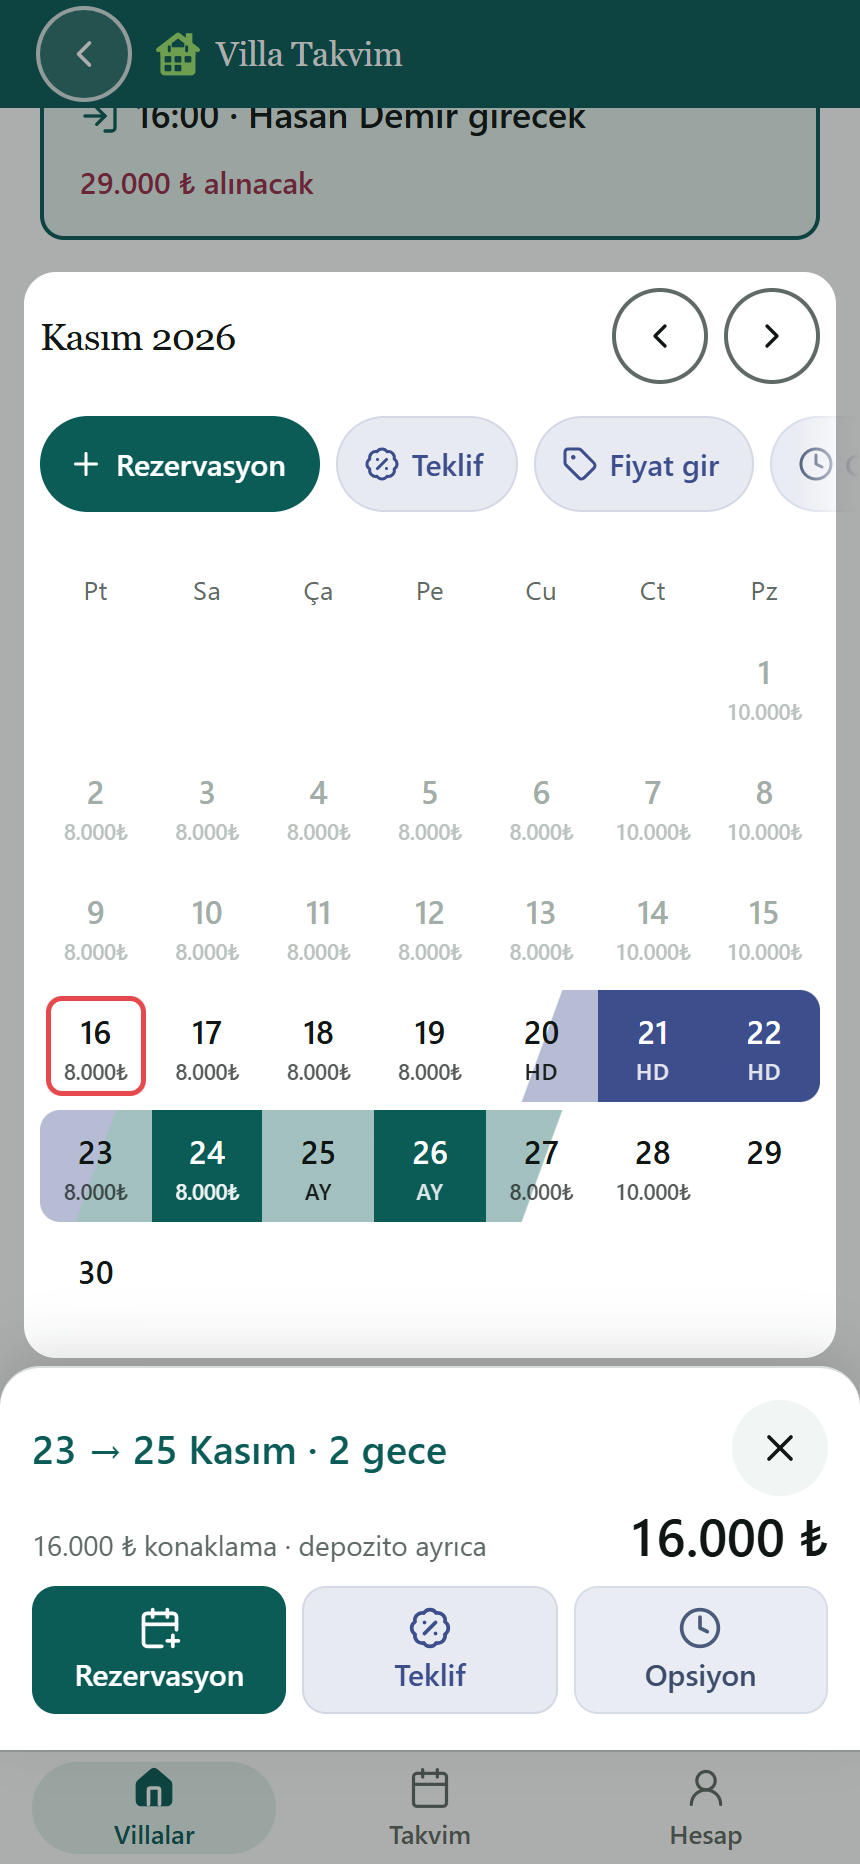 Villa Takvim
16:00 · Hasan Demir girecek
29.000 ₺ alınacak
Kasım 2026
Rezervasyon Teklif Fiyat gir
Pt Sa Ça Pe Cu Ct Pz
1
10.000₺
2 3 4 5 6 7 8
8.000₺ 8.000₺ 8.000₺ 8.000₺ 8.000₺ 10.000₺ 10.000₺
9 10 11 12 13 14 15
8.000₺ 8.000₺ 8.000₺ 8.000₺ 8.000₺ 10.000₺ 10.000₺
16 17 18 19 20 21 22
8.000₺ 8.000₺ 8.000₺ 8.000₺ HD HD HD
23 24 25 26 27 28 29
8.000₺ 8.000₺ AY AY 8.000₺ 10.000₺
30
23 → 25 Kasım · 2 gece
16.000 ₺ konaklama · depozito ayrıca 16.000 ₺
Rezervasyon Teklif Opsiyon
Villalar Takvim Hesap